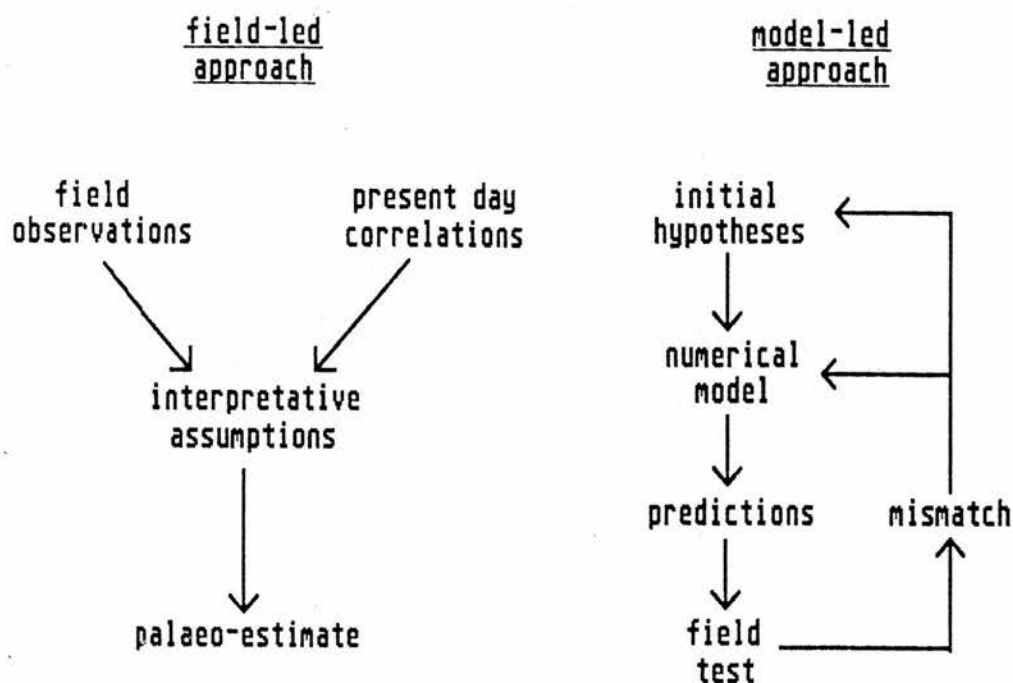 field-led
approach
field
observations
present day
correlations
interpretative
assumptions
palaeo-estimate
model-led
approach
initial
hypotheses
numerical
model
predictions
mismatch
field
test